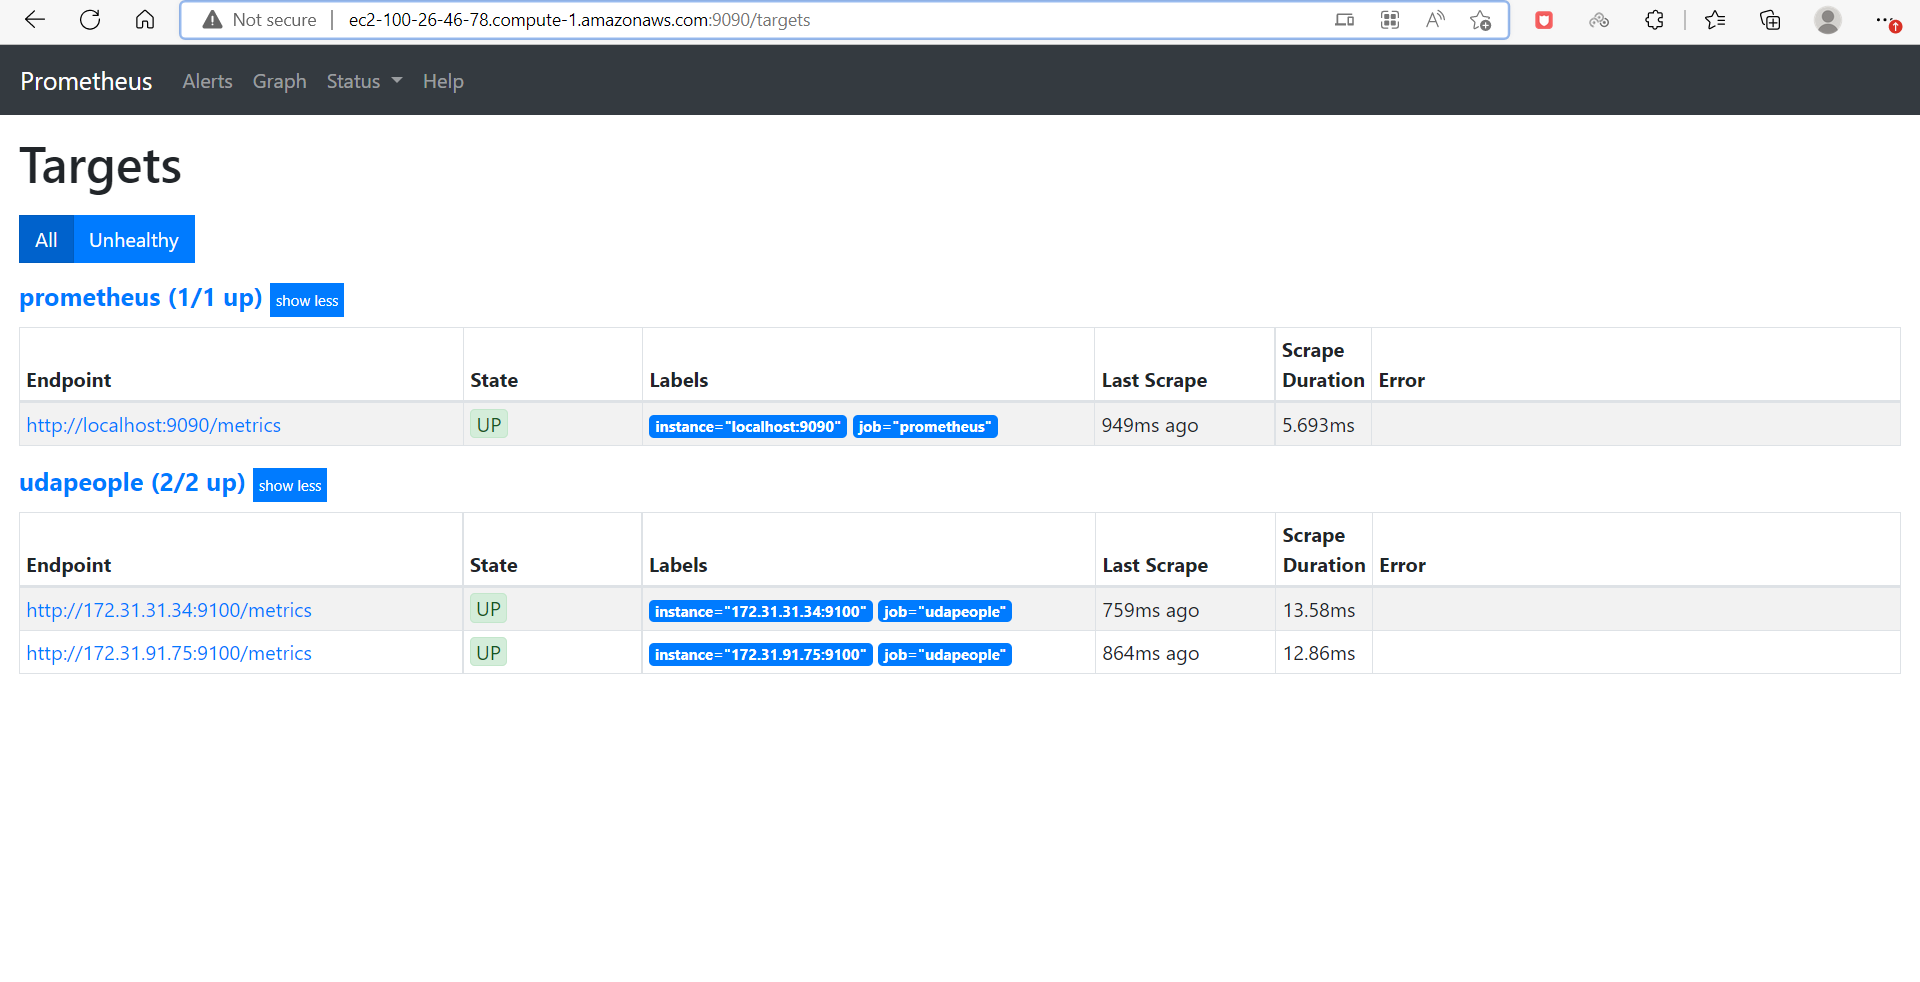 Not secure | ec2-100-26-46-78.compute-1.amazonaws.com:9090/targets
Prometheus Alerts Graph Status Help
Targets
All Unhealthy
prometheus (1/1 up) show less
Endpoint State Labels Last Scrape Scrape Duration Error
http://localhost:9090/metrics UP instance="localhost:9090" job="prometheus" 949ms ago 5.693ms
udapeople (2/2 up) show less
Endpoint State Labels Last Scrape Scrape Duration Error
http://172.31.31.34:9100/metrics UP instance="172.31.31.34:9100" job="udapeople" 759ms ago 13.58ms
http://172.31.91.75:9100/metrics UP instance="172.31.91.75:9100" job="udapeople" 864ms ago 12.86ms